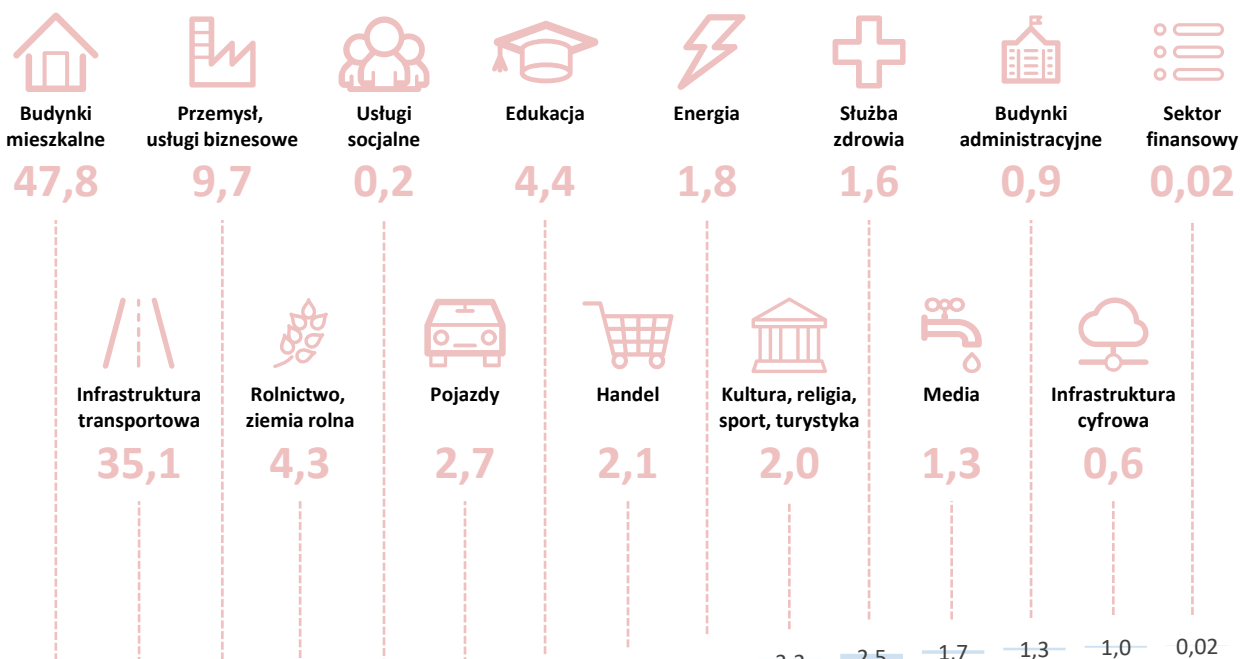 Budynki
mieszkalne
47,8
Przemysł,
usługi biznesowe
9,7
Usługi
socjalne
0,2
Edukacja
4,4
Energia
1,8
Służba
zdrowia
1,6
Budynki
administracyjne
0,9
Sektor
finansowy
0,02
Infrastruktura
transportowa
35,1
Rolnictwo,
ziemia rolna
4,3
Pojazdy
2,7
Handel
2,1
Kultura, religia,
sport, turystyka
2,0
Media
1,3
Infrastruktura
cyfrowa
0,6
2,5
1,7
1,3
1,0
0,02